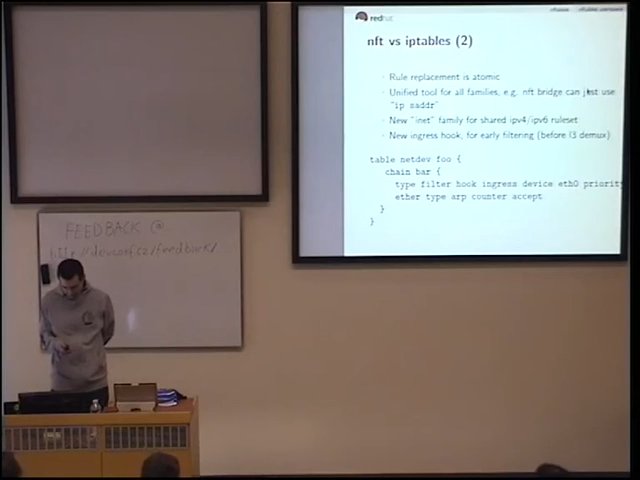 redhat
nft vs iptables (2)
Rule replacement is atomic
Unified tool for all families, e.g. nft bridge can just use
"ip saddr"
New "inet" family for shared ipv4/ipv6 ruleset
New ingress hook, for early filtering (before l3 demux)
table netdev foo {
chain bar {
type filter hook ingress device eth0 priority
ether type arp counter accept
}
}
FEEDBACK @
http://devconf.cz/feedback/